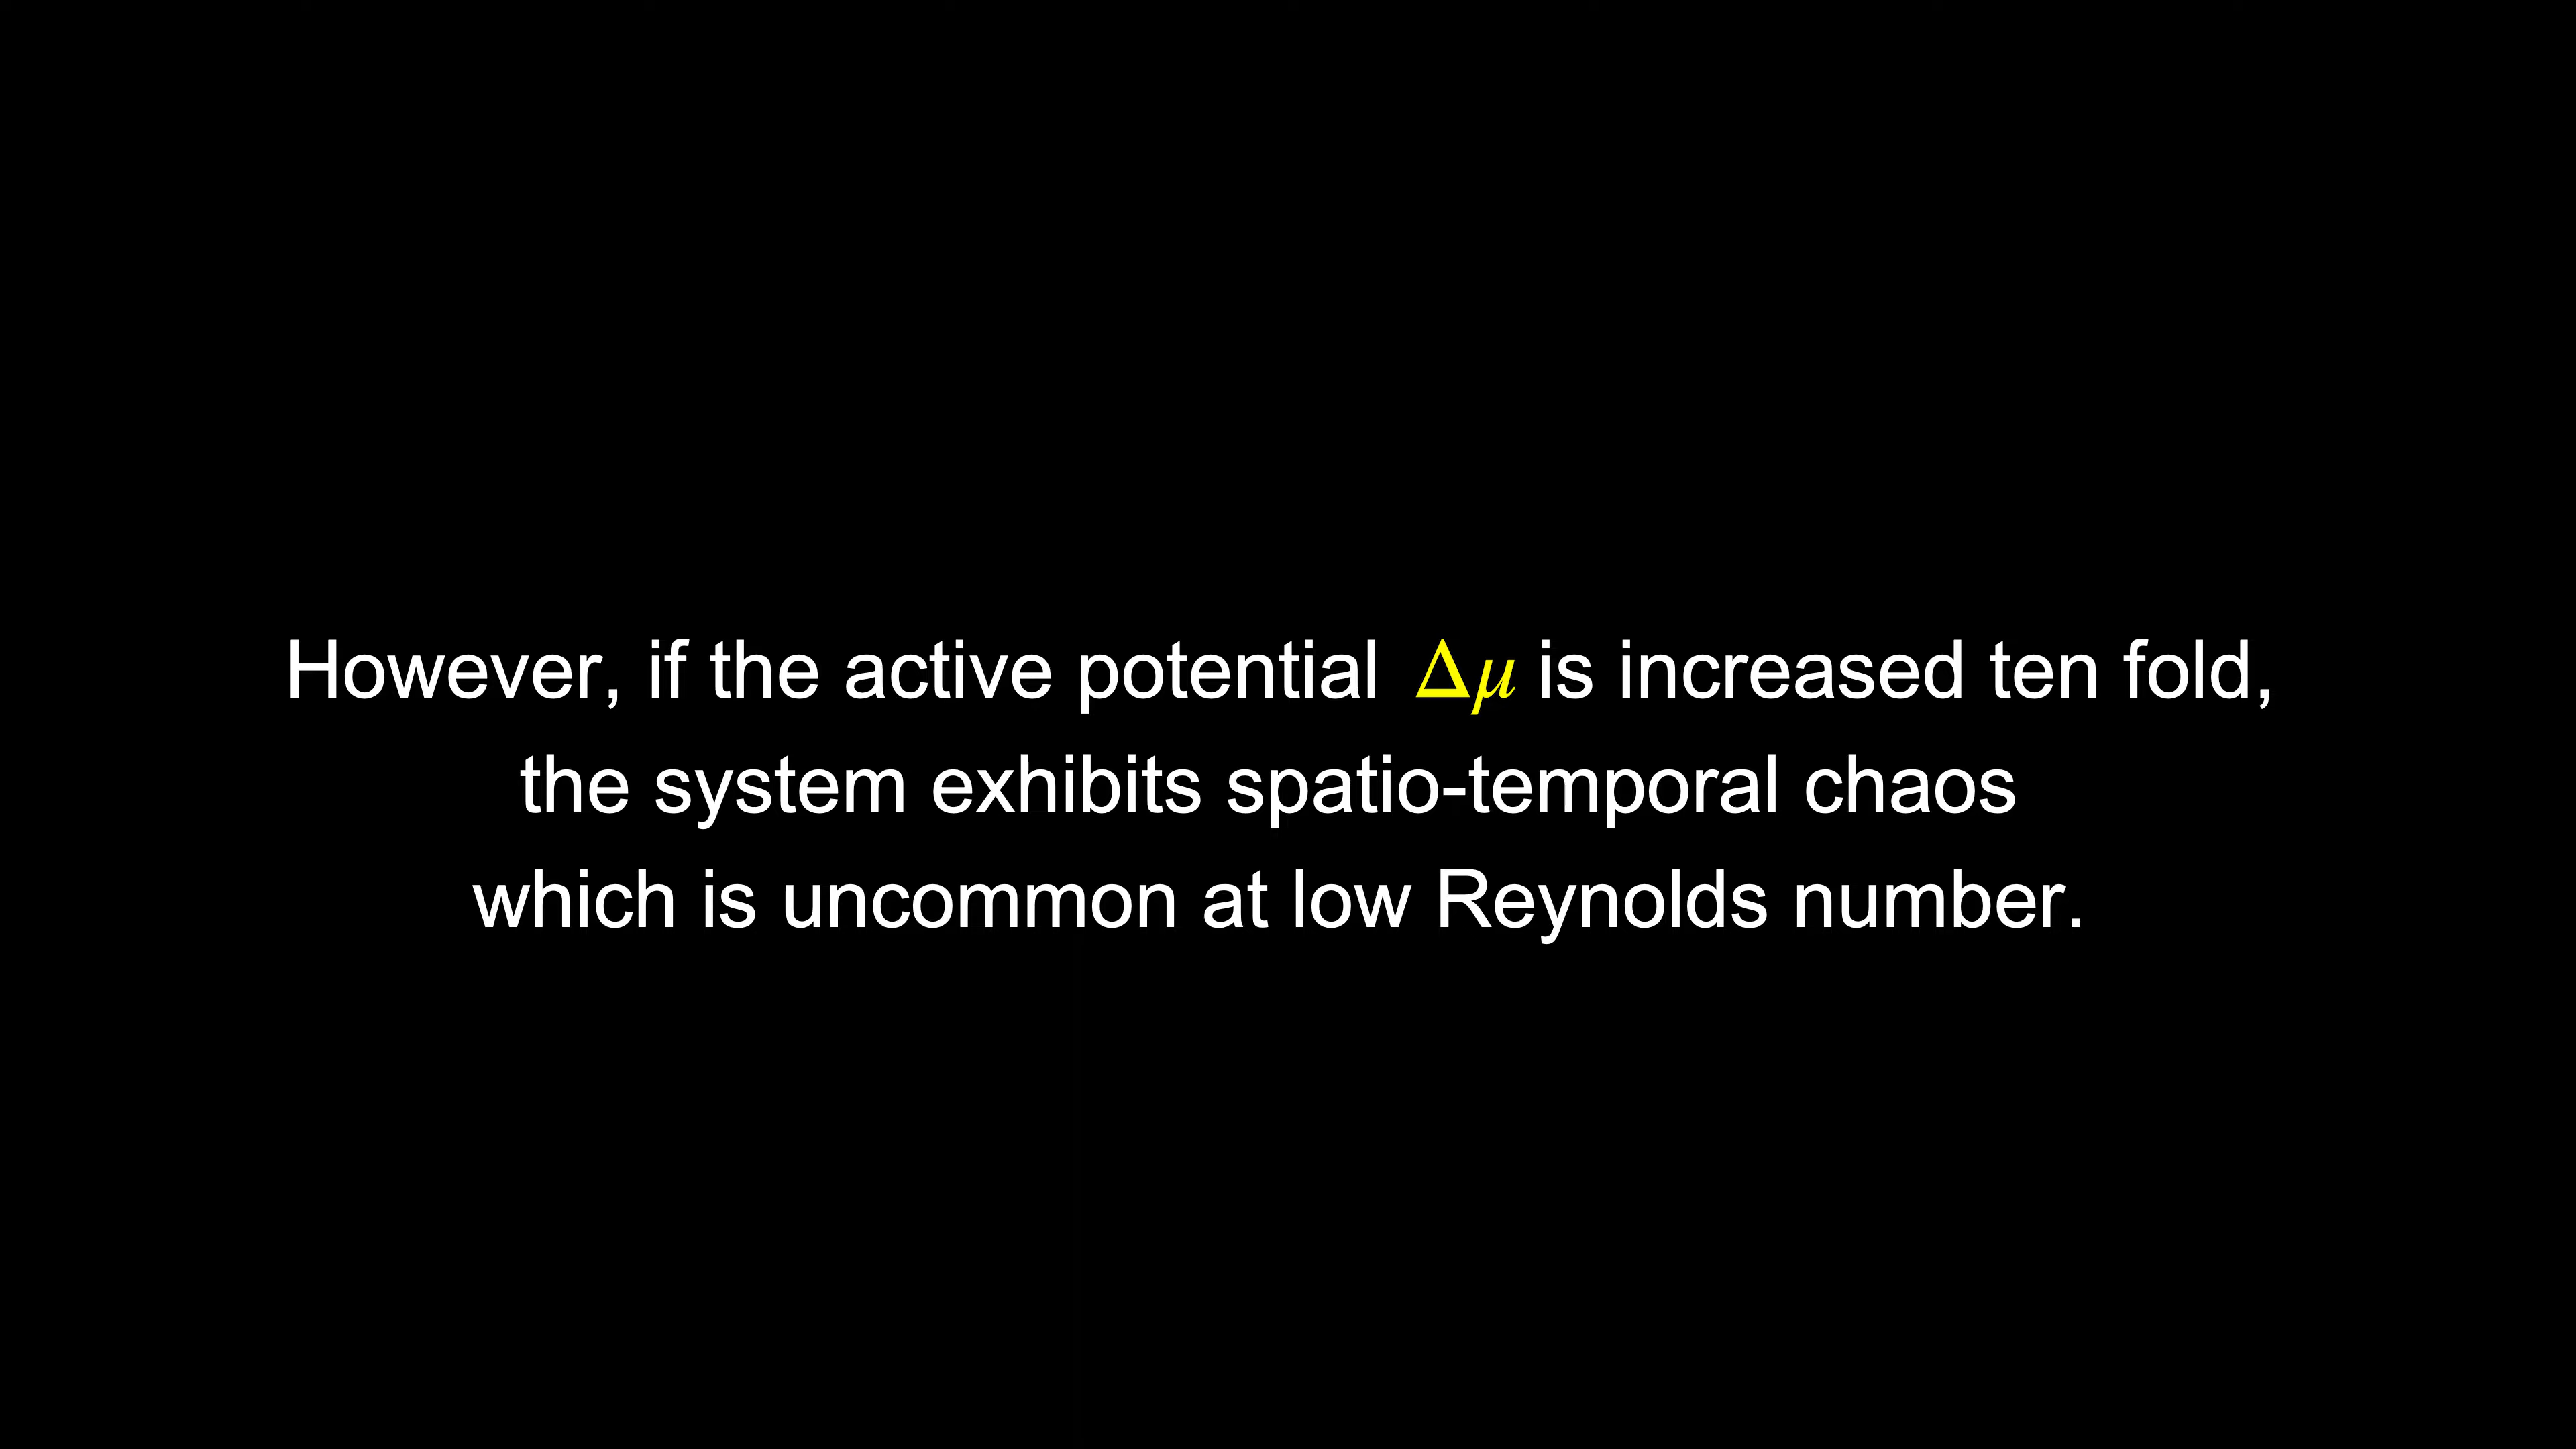 However, if the active potential Δμ is increased ten fold,
the system exhibits spatio-temporal chaos
which is uncommon at low Reynolds number.